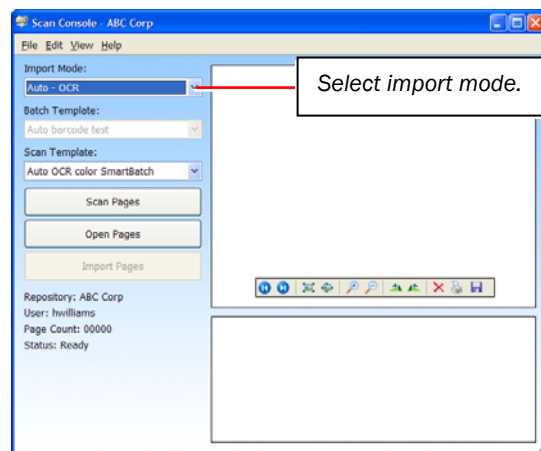 Scan Console - ABC Corp
File Edit View Help
Import Mode:
Auto - OCR
Select import mode.
Batch Template:
Auto barcode test
Scan Template:
Auto OCR color SmartBatch
Scan Pages
Open Pages
Import Pages
Repository: ABC Corp
User: hwilliams
Page Count: 00000
Status: Ready